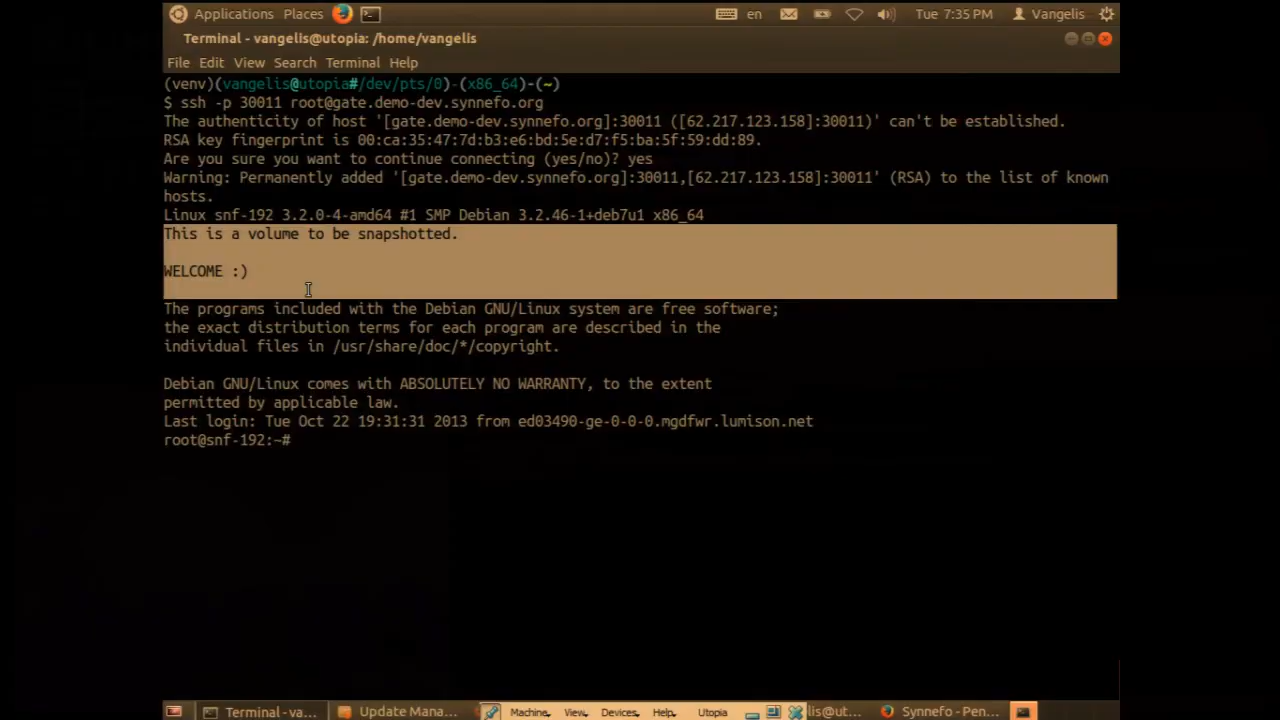 Applications Places en Tue 7:35 PM Vangelis
Terminal - vangelis@utopia: /home/vangelis
File Edit View Search Terminal Help
(venv)(vangelis@utopia#/dev/pts/0)-(x86_64)-(~)
$ ssh -p 30011 root@gate.demo-dev.synnefo.org
The authenticity of host '[gate.demo-dev.synnefo.org]:30011 ([62.217.123.158]:30011)' can't be established.
RSA key fingerprint is 00:ca:35:47:7d:b3:e6:bd:5e:d7:f5:ba:5f:59:dd:89.
Are you sure you want to continue connecting (yes/no)? yes
Warning: Permanently added '[gate.demo-dev.synnefo.org]:30011,[62.217.123.158]:30011' (RSA) to the list of known
hosts.
Linux snf-192 3.2.0-4-amd64 #1 SMP Debian 3.2.46-1+deb7u1 x86_64
This is a volume to be snapshotted.
WELCOME :)
The programs included with the Debian GNU/Linux system are free software;
the exact distribution terms for each program are described in the
individual files in /usr/share/doc/*/copyright.
Debian GNU/Linux comes with ABSOLUTELY NO WARRANTY, to the extent
permitted by applicable law.
Last login: Tue Oct 22 19:31:31 2013 from ed03490-ge-0-0-0.mgdfwr.lumison.net
root@snf-192:~#
Terminal - va... Update Mana... Machine View Devices Help Utopia lis@ut... Synnefo - Pen...